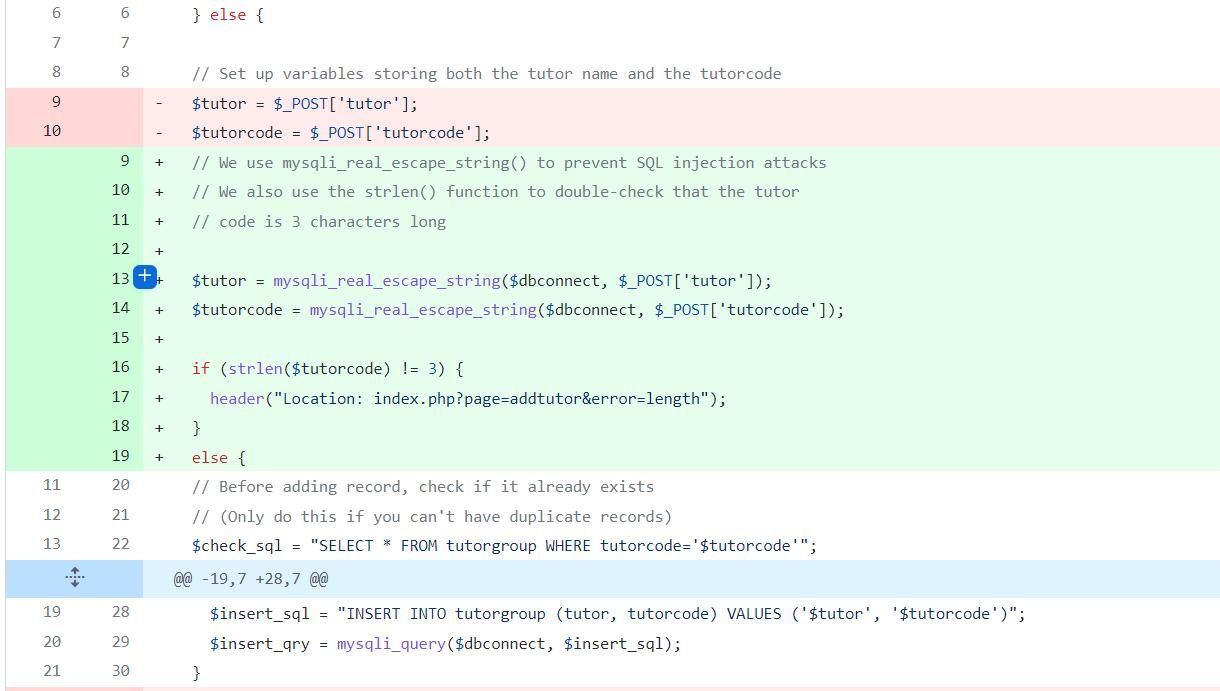 6 6 } else {
7 7
8 8 // Set up variables storing both the tutor name and the tutorcode
9 - $tutor = $_POST['tutor'];
10 - $tutorcode = $_POST['tutorcode'];
9 + // We use mysqli_real_escape_string() to prevent SQL injection attacks
10 + // We also use the strlen() function to double-check that the tutor
11 + // code is 3 characters long
12 +
13 + $tutor = mysqli_real_escape_string($dbconnect, $_POST['tutor']);
14 + $tutorcode = mysqli_real_escape_string($dbconnect, $_POST['tutorcode']);
15 +
16 + if (strlen($tutorcode) != 3) {
17 + header("Location: index.php?page=addtutor&error=length");
18 + }
19 + else {
11 20 // Before adding record, check if it already exists
12 21 // (Only do this if you can't have duplicate records)
13 22 $check_sql = "SELECT * FROM tutorgroup WHERE tutorcode='$tutorcode'";
@@ -19,7 +28,7 @@
19 28 $insert_sql = "INSERT INTO tutorgroup (tutor, tutorcode) VALUES ('$tutor', '$tutorcode')";
20 29 $insert_qry = mysqli_query($dbconnect, $insert_sql);
21 30 }